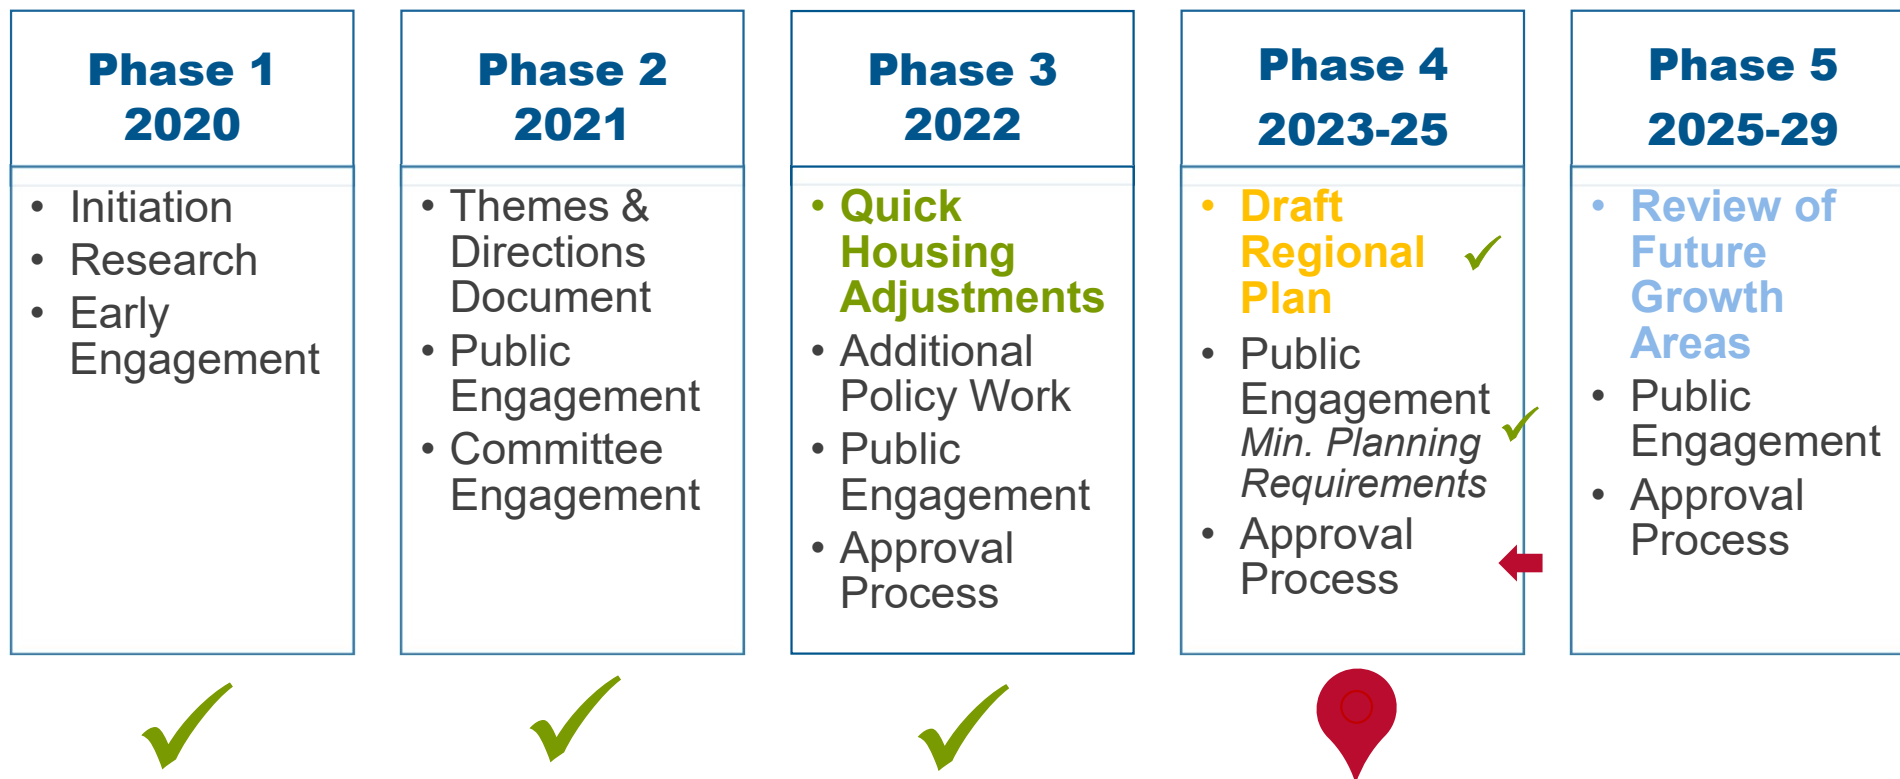 Phase 1
2020
• Initiation
• Research
• Early
Engagement
Phase 2
2021
• Themes &
Directions
Document
• Public
Engagement
• Committee
Engagement
Phase 3
2022
• Quick
Housing
Adjustments
• Additional
Policy Work
• Public
Engagement
• Approval
Process
Phase 4
2023-25
• Draft
Regional
Plan
• Public
Engagement
Min. Planning
Requirements
• Approval
Process
Phase 5
2025-29
• Review of
Future
Growth
Areas
• Public
Engagement
• Approval
Process